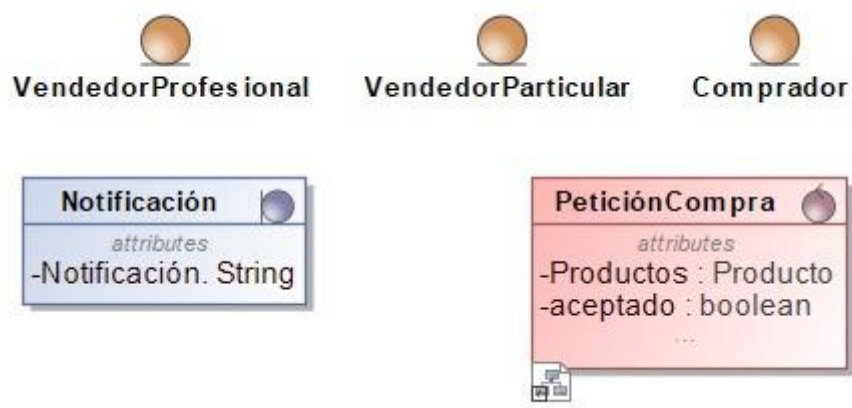 VendedorProfesional VendedorParticular Comprador
Notificación PeticiónCompra
attributes attributes
-Notificación. String -Productos : Producto
-aceptado : boolean
...